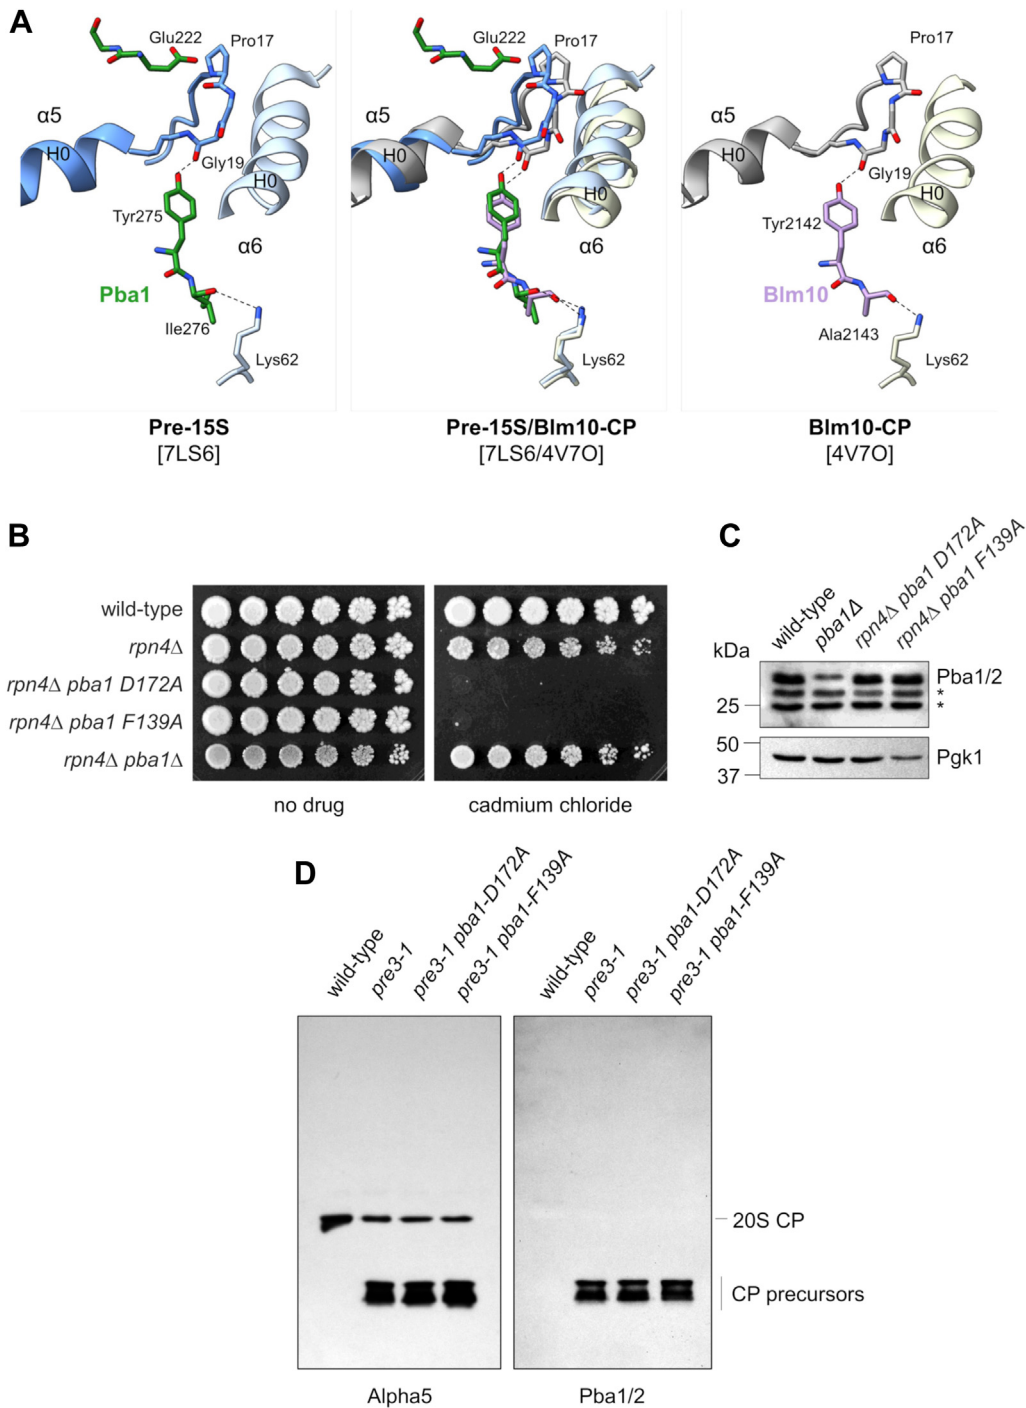 A
Glu222
Pro17
α5
H0
Gly19
H0
Tyr275
α6
Pba1
Ile276
Lys62
Pre-15S
[7LS6]
Glu222
Pro17
H0
H0
α6
Lys62
Pre-15S/Blm10-CP
[7LS6/4V7O]
Pro17
α5
H0
Gly19
H0
Tyr2142
α6
Blm10
Ala2143
Lys62
Blm10-CP
[4V7O]
B
wild-type
rpn4Δ
rpn4Δ pba1 D172A
rpn4Δ pba1 F139A
rpn4Δ pba1Δ
no drug
cadmium chloride
C
wild-type
pba1Δ
rpn4Δ pba1 D172A
rpn4Δ pba1 F139A
kDa
Pba1/2
*
25
*
50
Pgk1
37
D
wild-type
pre3-1
pre3-1 pba1-D172A
pre3-1 pba1-F139A
wild-type
pre3-1
pre3-1 pba1-D172A
pre3-1 pba1-F139A
20S CP
CP precursors
Alpha5
Pba1/2